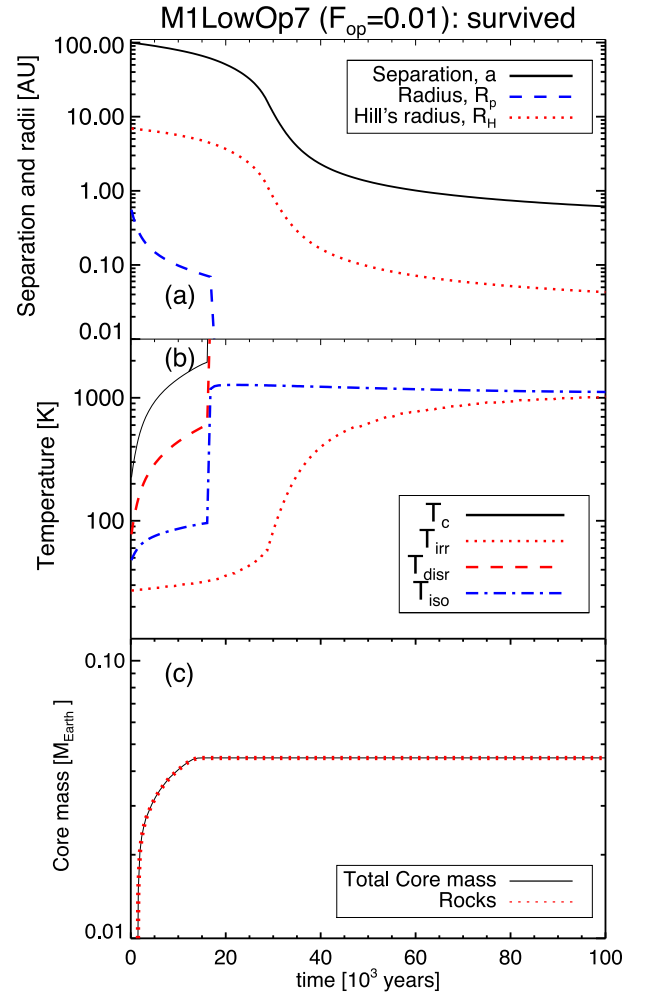 M1LowOp7 (F_op=0.01): survived
Separation and radii [AU]
100.00
10.00
1.00
0.10
0.01
Separation, a
Radius, R_p
Hill's radius, R_H
(a)
Temperature [K]
1000
100
(b)
T_c
T_irr
T_disr
T_iso
Core mass [M_Earth]
0.10
0.01
(c)
Total Core mass
Rocks
0 20 40 60 80 100
time [10^3 years]